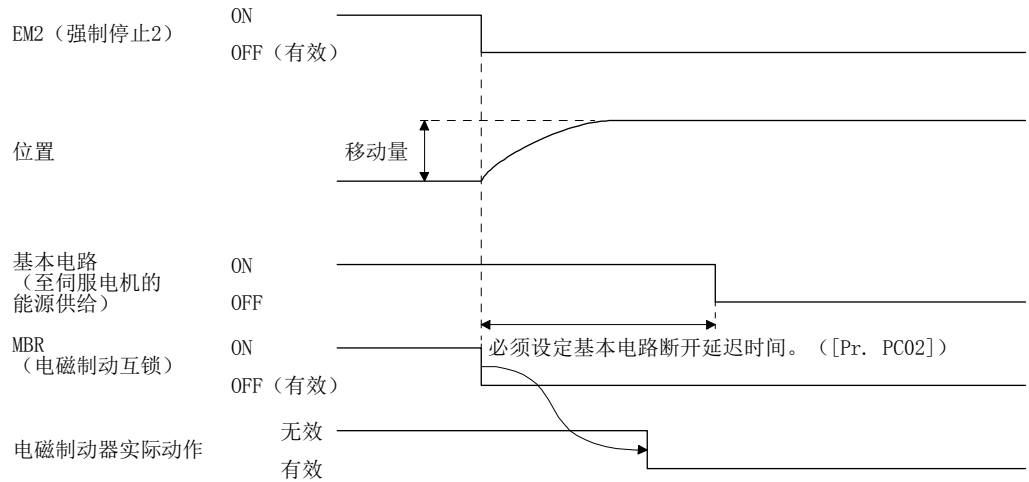 EM2（强制停止2）
ON
OFF（有效）
位置
移动量
基本电路
（至伺服电机的
能源供给）
ON
OFF
必须设定基本电路断开延迟时间。（[Pr. PC02]）
MBR
（电磁制动互锁）
ON
OFF（有效）
电磁制动器实际动作
无效
有效